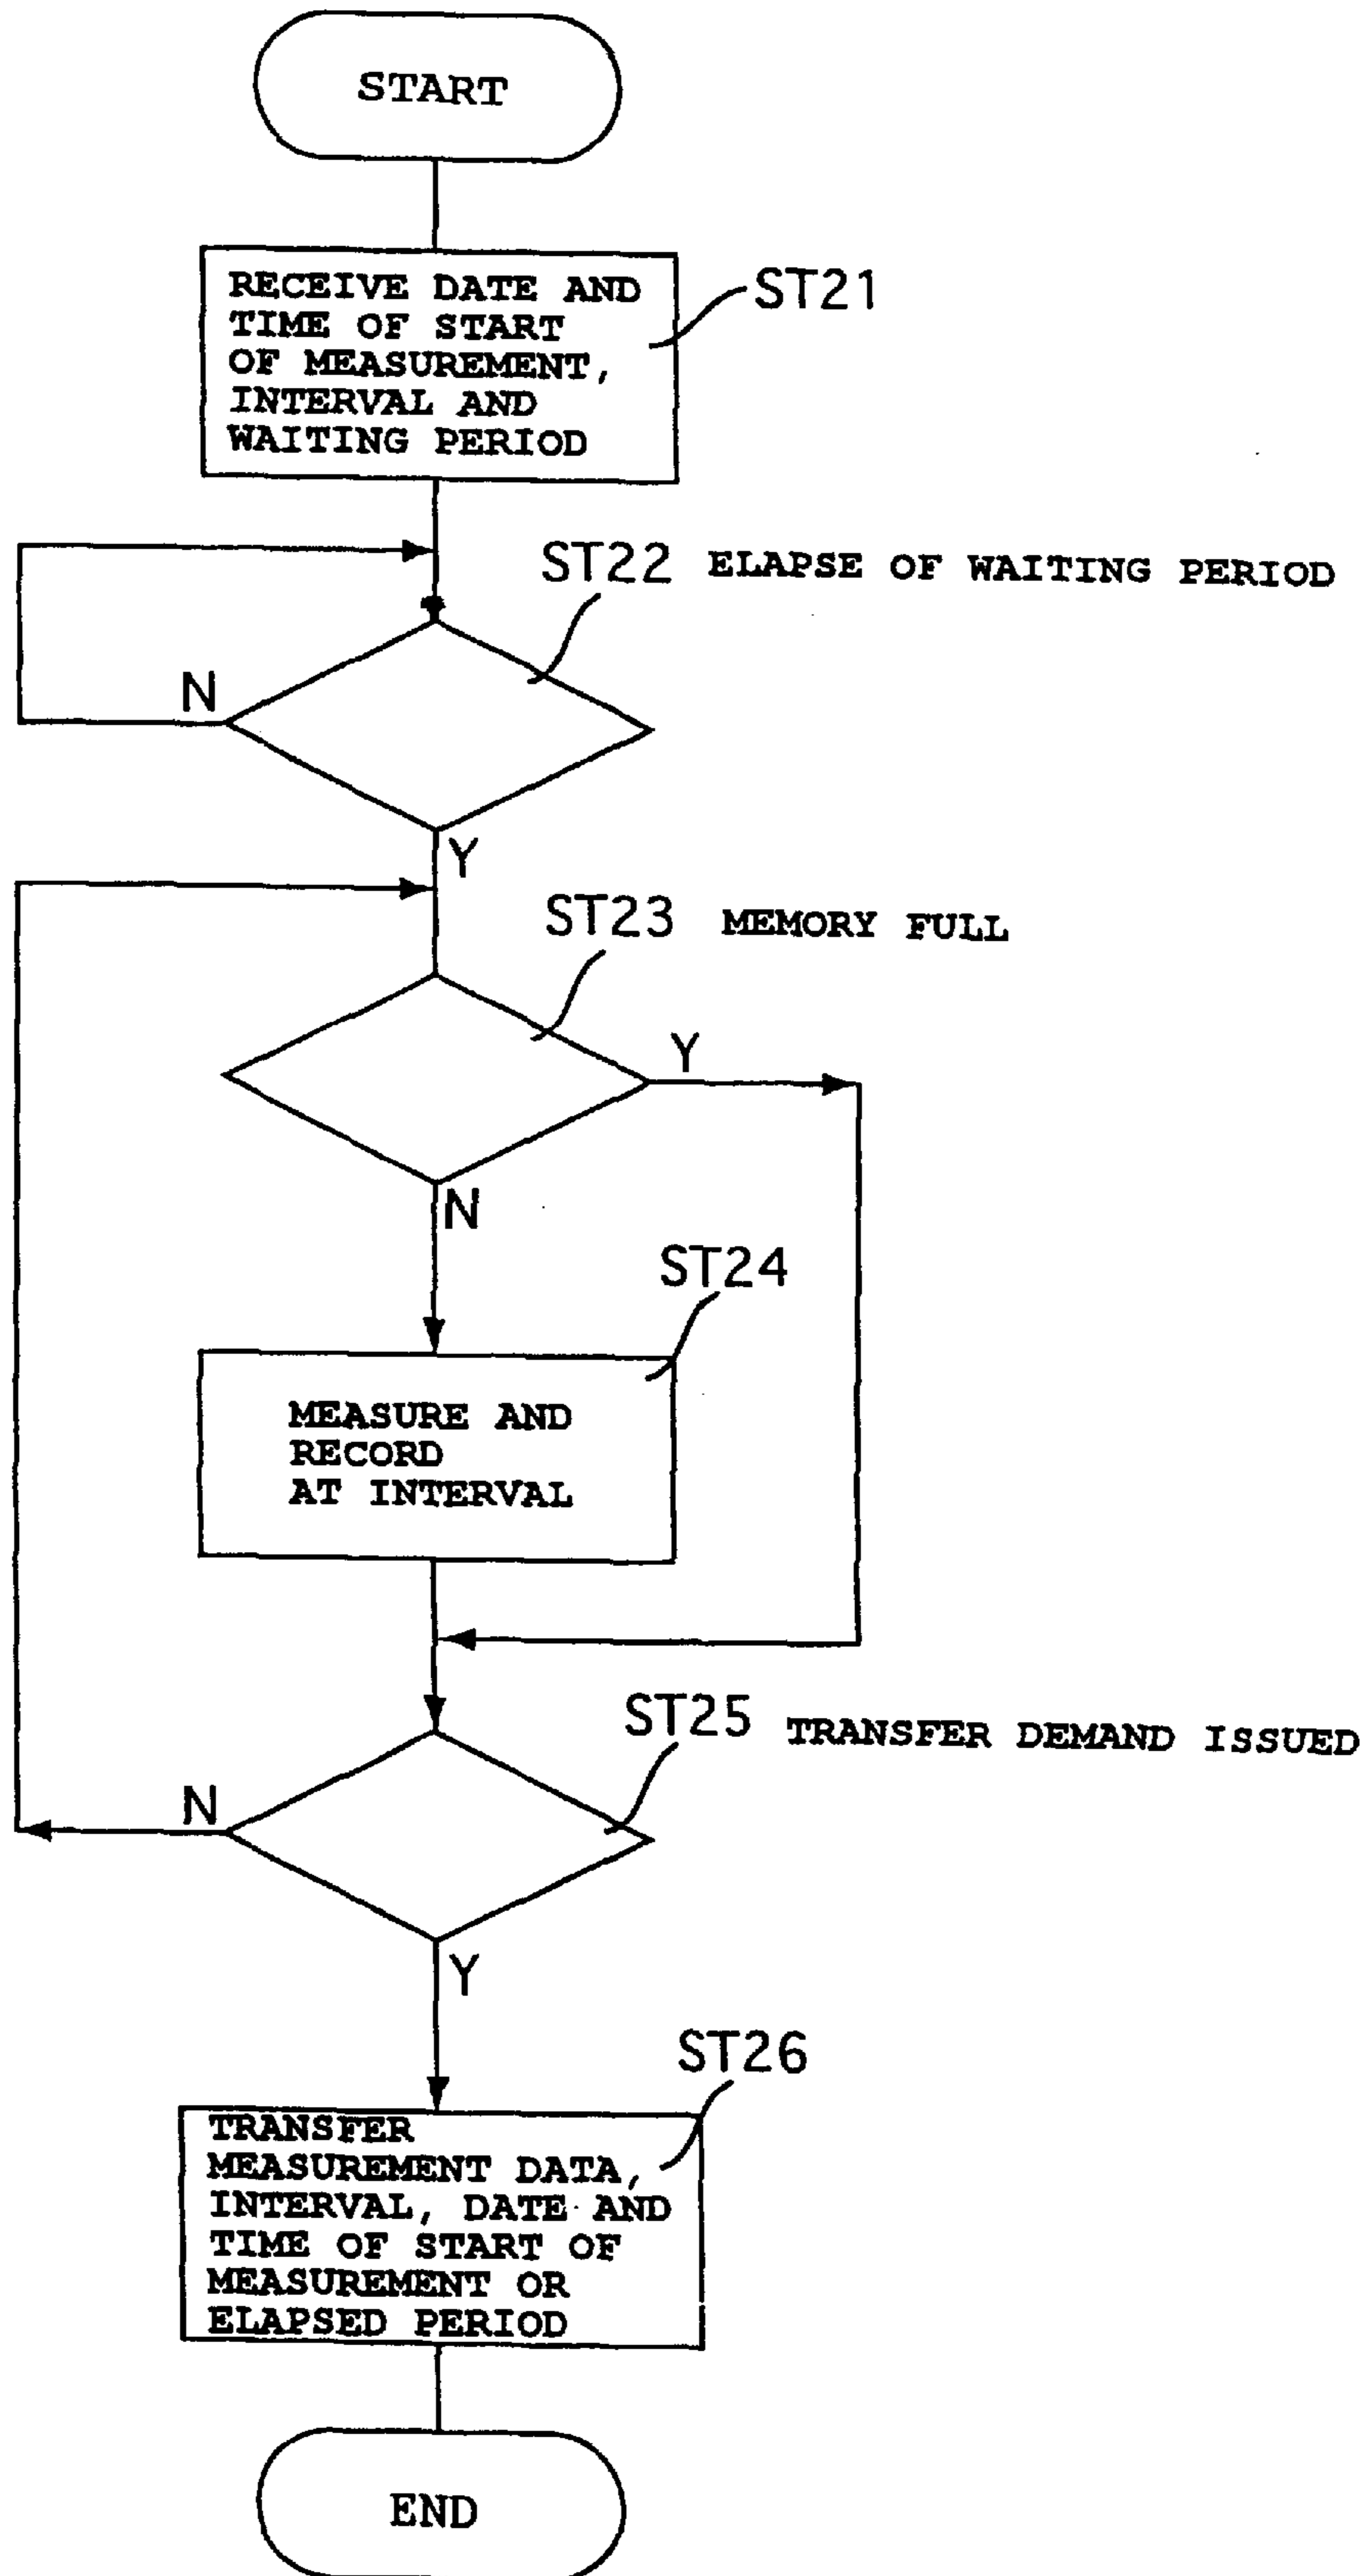 START
RECEIVE DATE AND
TIME OF START
OF MEASUREMENT,
INTERVAL AND
WAITING PERIOD
ST21
ST22 ELAPSE OF WAITING PERIOD
N
Y
ST23 MEMORY FULL
Y
N
ST24
MEASURE AND
RECORD
AT INTERVAL
ST25 TRANSFER DEMAND ISSUED
N
Y
ST26
TRANSFER
MEASUREMENT DATA,
INTERVAL, DATE AND
TIME OF START OF
MEASUREMENT OR
ELAPSED PERIOD
END